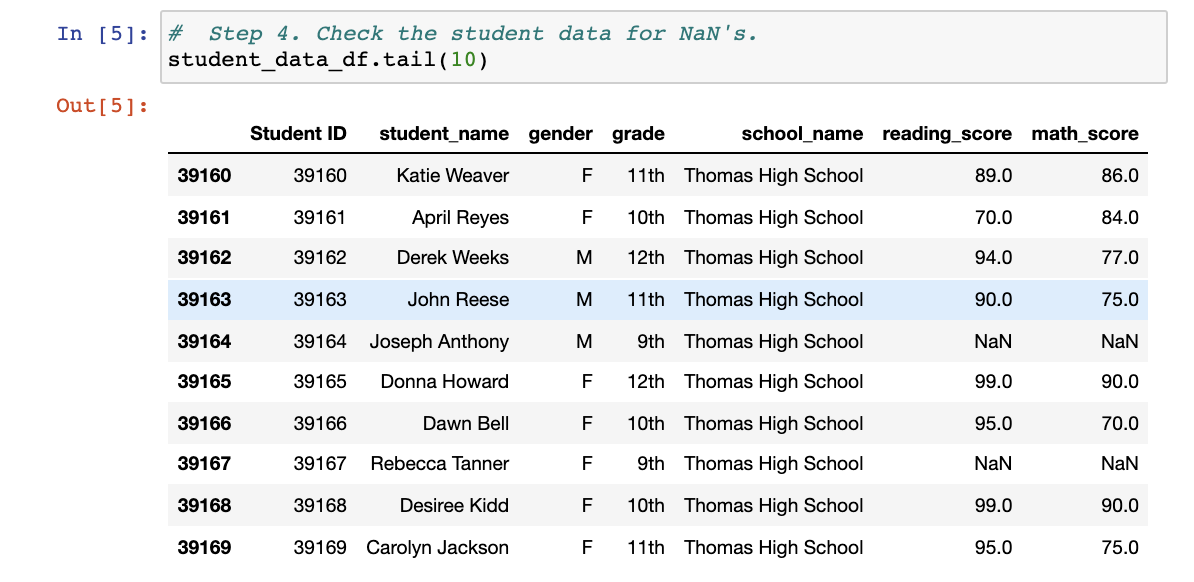 In [5]: #  Step 4. Check the student data for NaN's.
student_data_df.tail(10)
Out[5]:
Student ID student_name gender grade school_name reading_score math_score
39160 39160 Katie Weaver F 11th Thomas High School 89.0 86.0
39161 39161 April Reyes F 10th Thomas High School 70.0 84.0
39162 39162 Derek Weeks M 12th Thomas High School 94.0 77.0
39163 39163 John Reese M 11th Thomas High School 90.0 75.0
39164 39164 Joseph Anthony M 9th Thomas High School NaN NaN
39165 39165 Donna Howard F 12th Thomas High School 99.0 90.0
39166 39166 Dawn Bell F 10th Thomas High School 95.0 70.0
39167 39167 Rebecca Tanner F 9th Thomas High School NaN NaN
39168 39168 Desiree Kidd F 10th Thomas High School 99.0 90.0
39169 39169 Carolyn Jackson F 11th Thomas High School 95.0 75.0